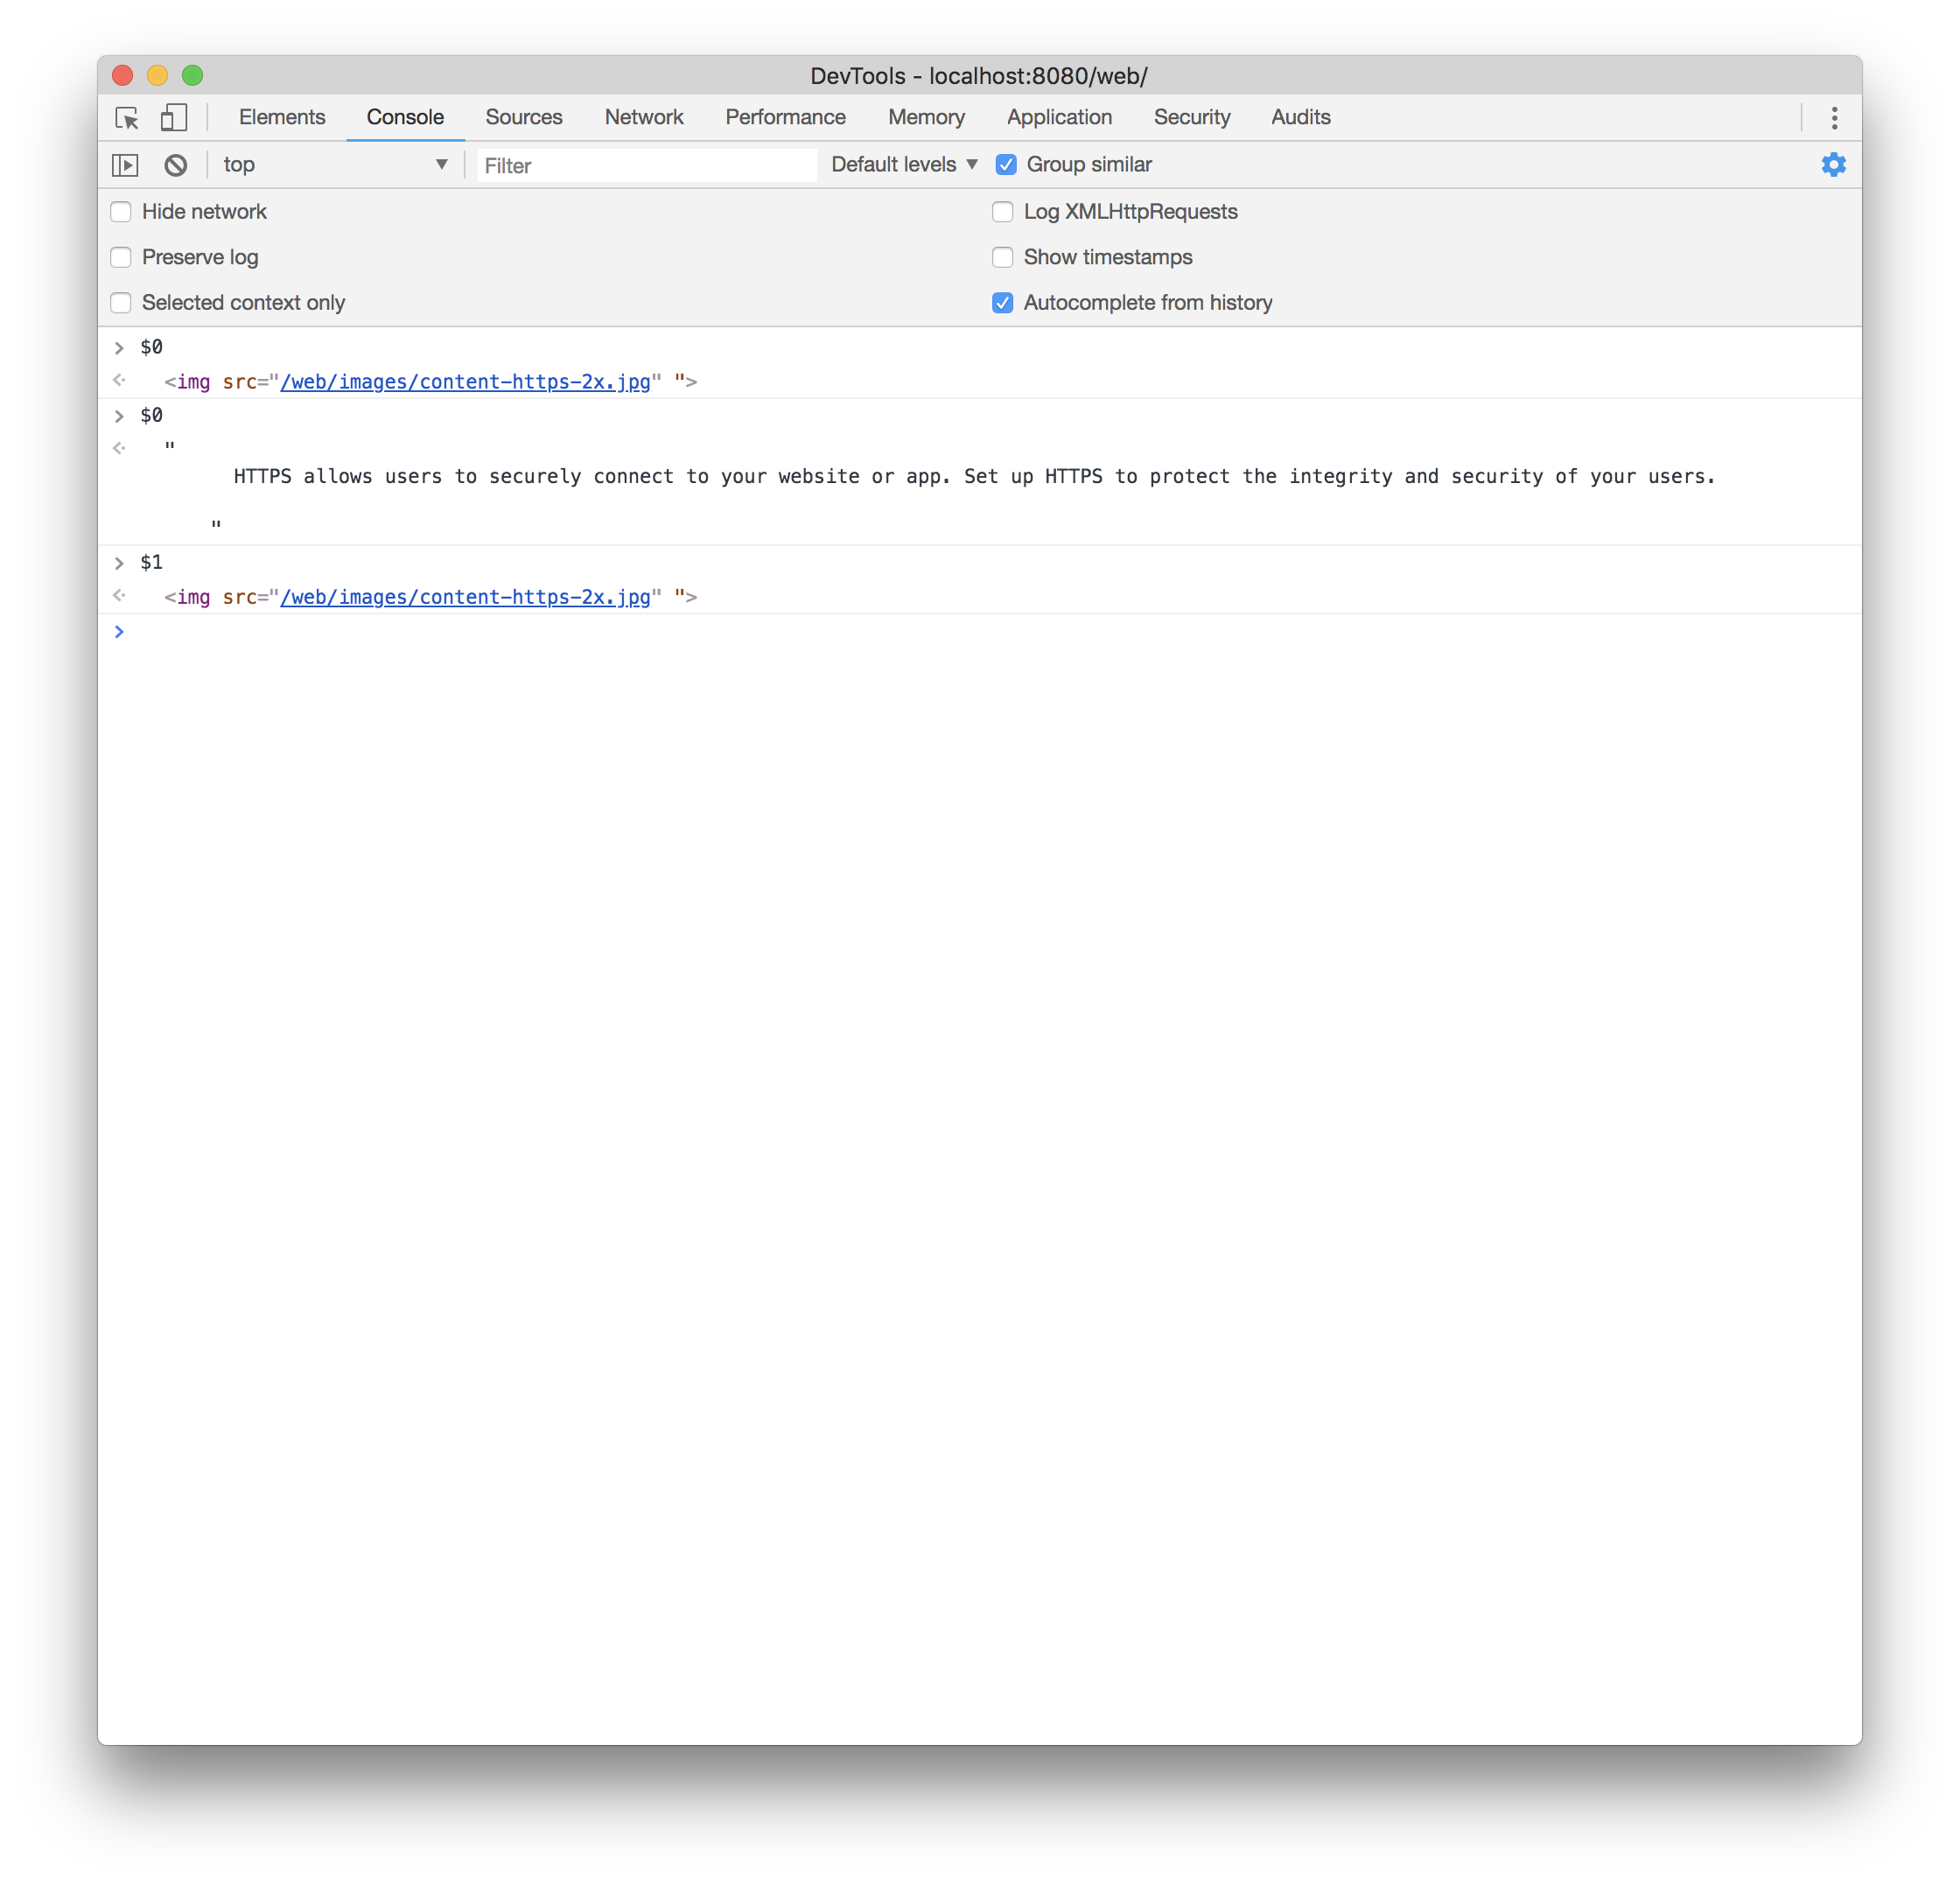 DevTools - localhost:8080/web/
Elements Console Sources Network Performance Memory Application Security Audits
top ▼ Filter Default levels ▼ Group similar
Hide network Log XMLHttpRequests
Preserve log Show timestamps
Selected context only Autocomplete from history
> $0
<img src="/web/images/content-https-2x.jpg" ">
> $0
"
HTTPS allows users to securely connect to your website or app. Set up HTTPS to protect the integrity and security of your users.
"
> $1
<img src="/web/images/content-https-2x.jpg" ">
>